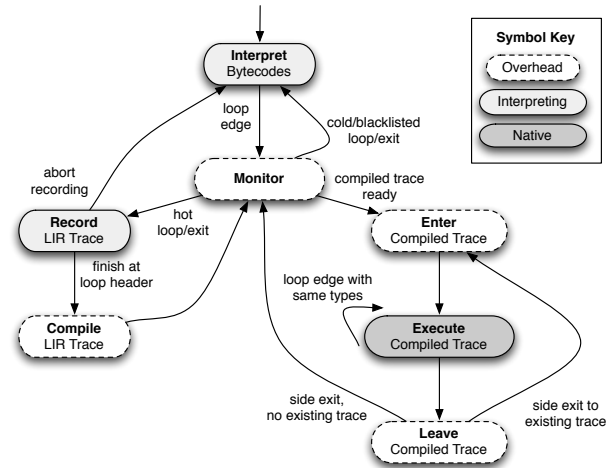 Symbol Key
Overhead
Interpreting
Native
Interpret
Bytecodes
loop
edge
cold/blacklisted
loop/exit
abort
recording
Monitor
compiled trace
ready
hot
loop/exit
Record
LIR Trace
Enter
Compiled Trace
finish at
loop header
loop edge with
same types
Compile
LIR Trace
Execute
Compiled Trace
side exit,
no existing trace
side exit to
existing trace
Leave
Compiled Trace